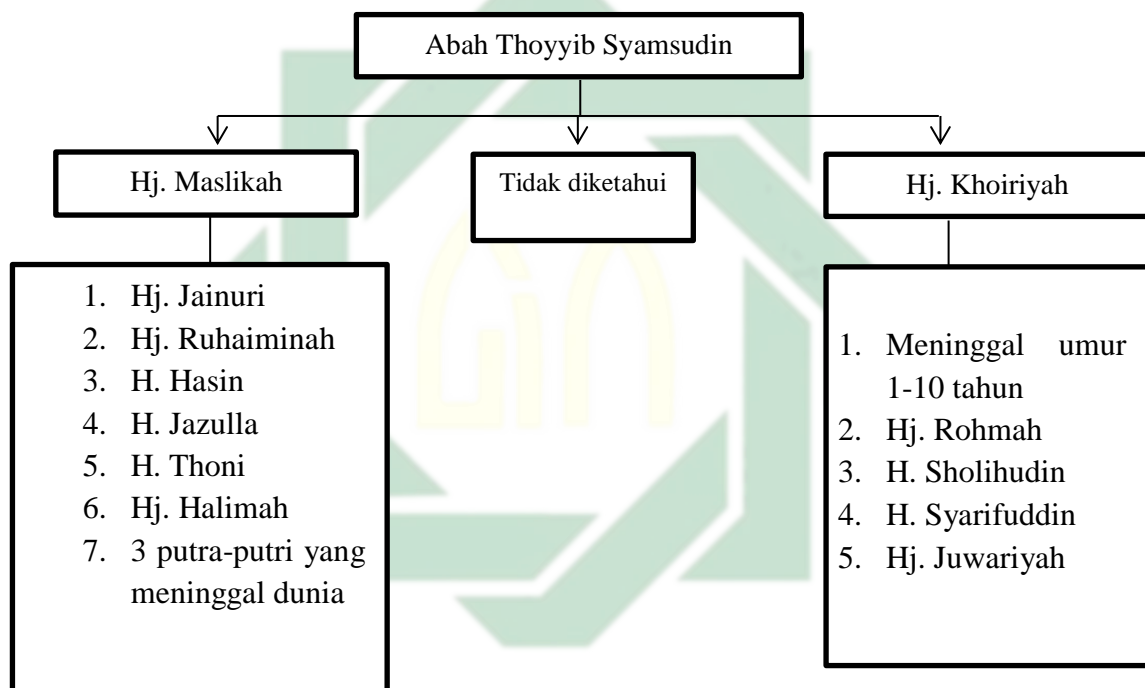 Abah Thoyyib Syamsudin
Hj. Maslikah
Tidak diketahui
Hj. Khoiriyah
1. Hj. Jainuri
2. Hj. Ruhaiminah
3. H. Hasin
4. H. Jazulla
5. H. Thoni
6. Hj. Halimah
7. 3 putra-putri yang
meninggal dunia
1. Meninggal umur
1-10 tahun
2. Hj. Rohmah
3. H. Sholihudin
4. H. Syarifuddin
5. Hj. Juwariyah